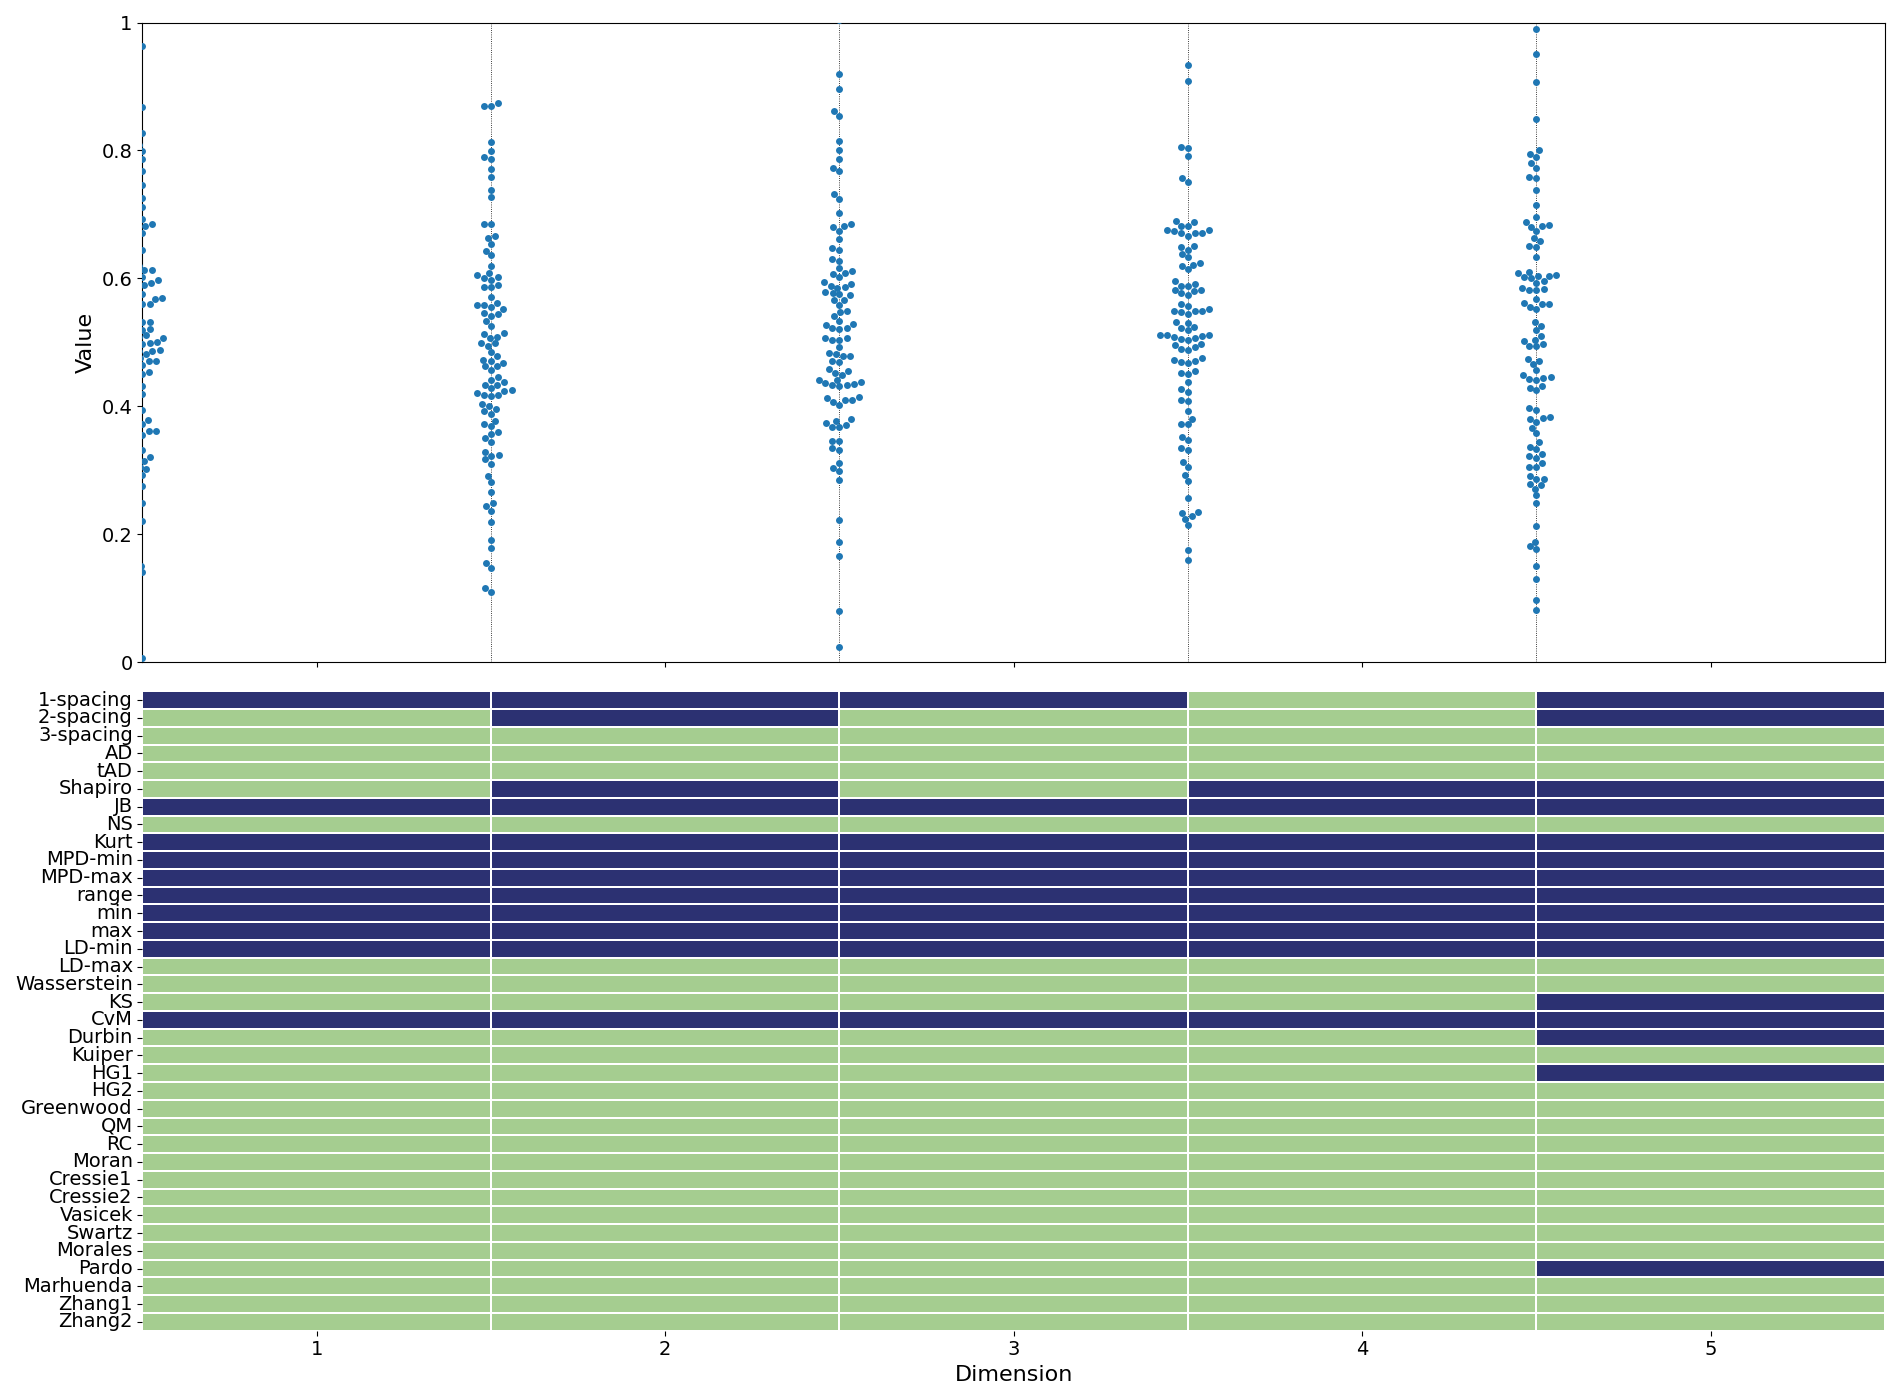 1
0.8
0.6
0.4
0.2
0
Value
1-spacing
2-spacing
3-spacing
AD
tAD
Shapiro
JB
NS
Kurt
MPD-min
MPD-max
range
min
max
LD-min
LD-max
Wasserstein
KS
CvM
Durbin
Kuiper
HG1
HG2
Greenwood
QM
RC
Moran
Cressie1
Cressie2
Vasicek
Swartz
Morales
Pardo
Marhuenda
Zhang1
Zhang2
1 2 3 4 5
Dimension